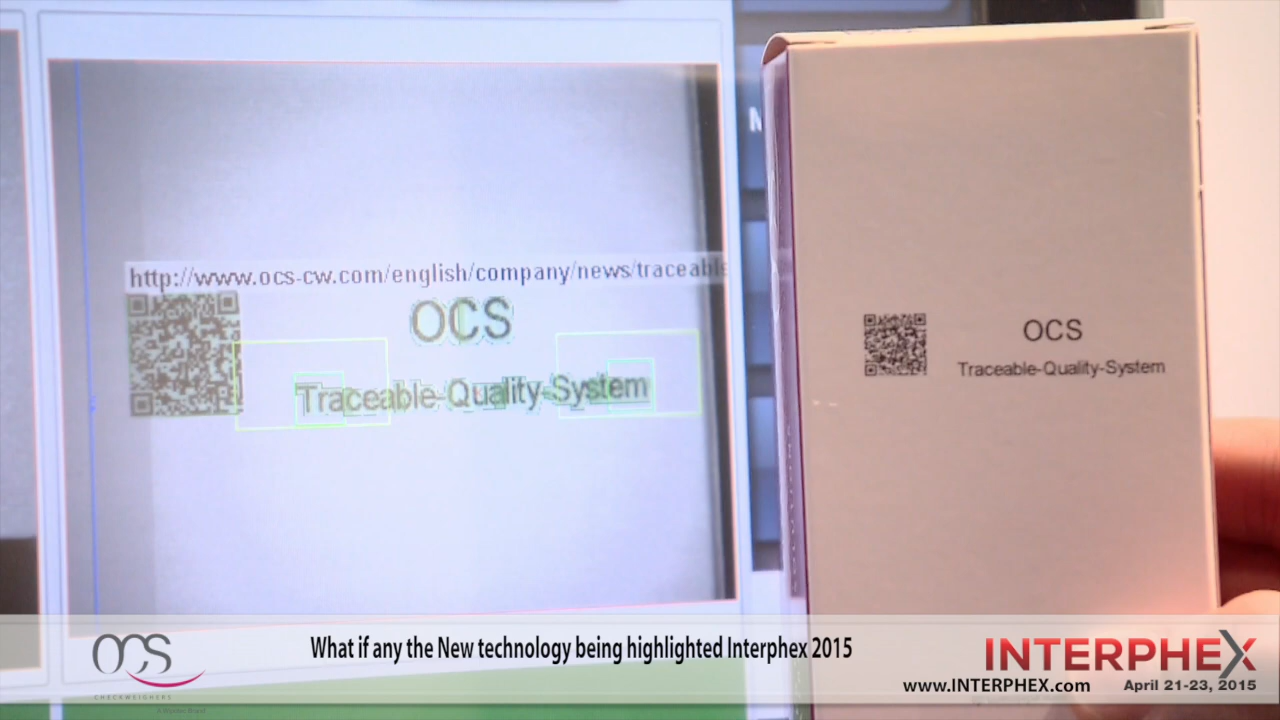 http://www.ocs-cw.com/english/company/news/traceable
OCS
Traceable-Quality-System
N
OCS
Traceable-Quality-System
OCS
CHECKWEIGHERS
What if any the New technology being highlighted Interphex 2015
INTERPHEX
www.INTERPHEX.com
April 21-23, 2015